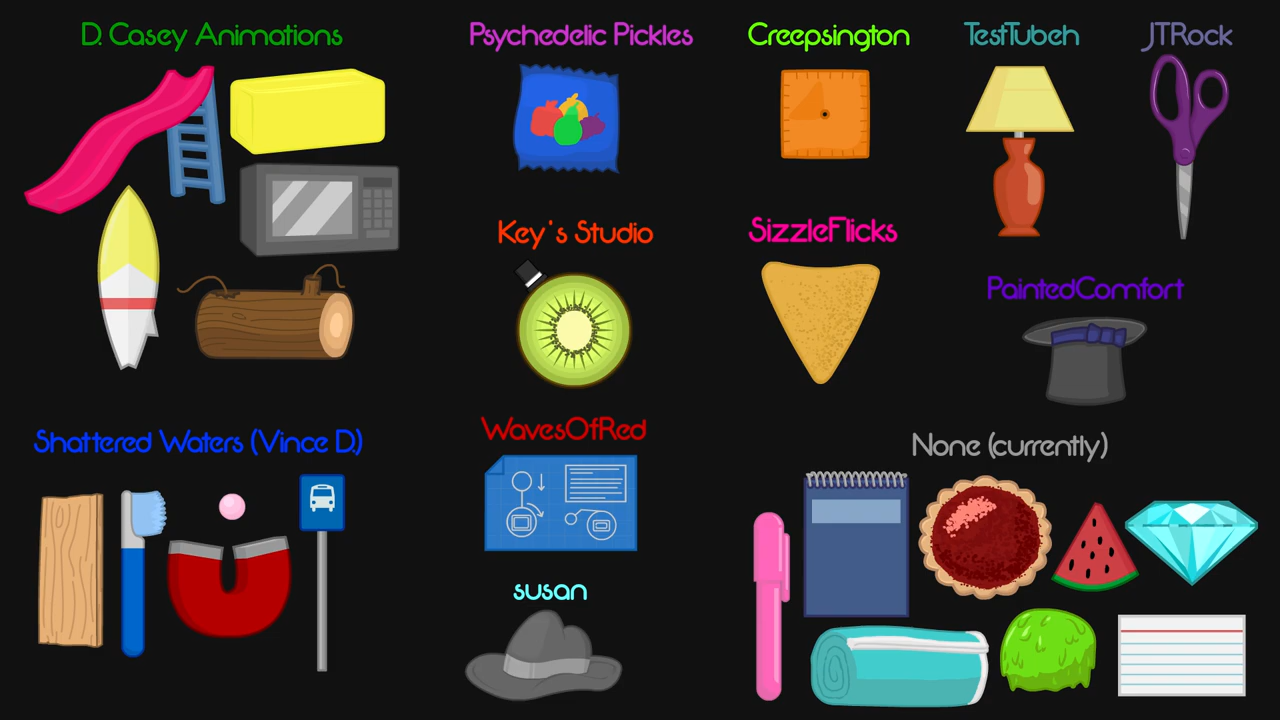 D. Casey Animations
Psychedelic Pickles
Creepsington
TestTubeh
JTRock
Key's Studio
SizzleFlicks
PaintedComfort
Shattered Waters (Vince D.)
WavesOfRed
None (currently)
susan